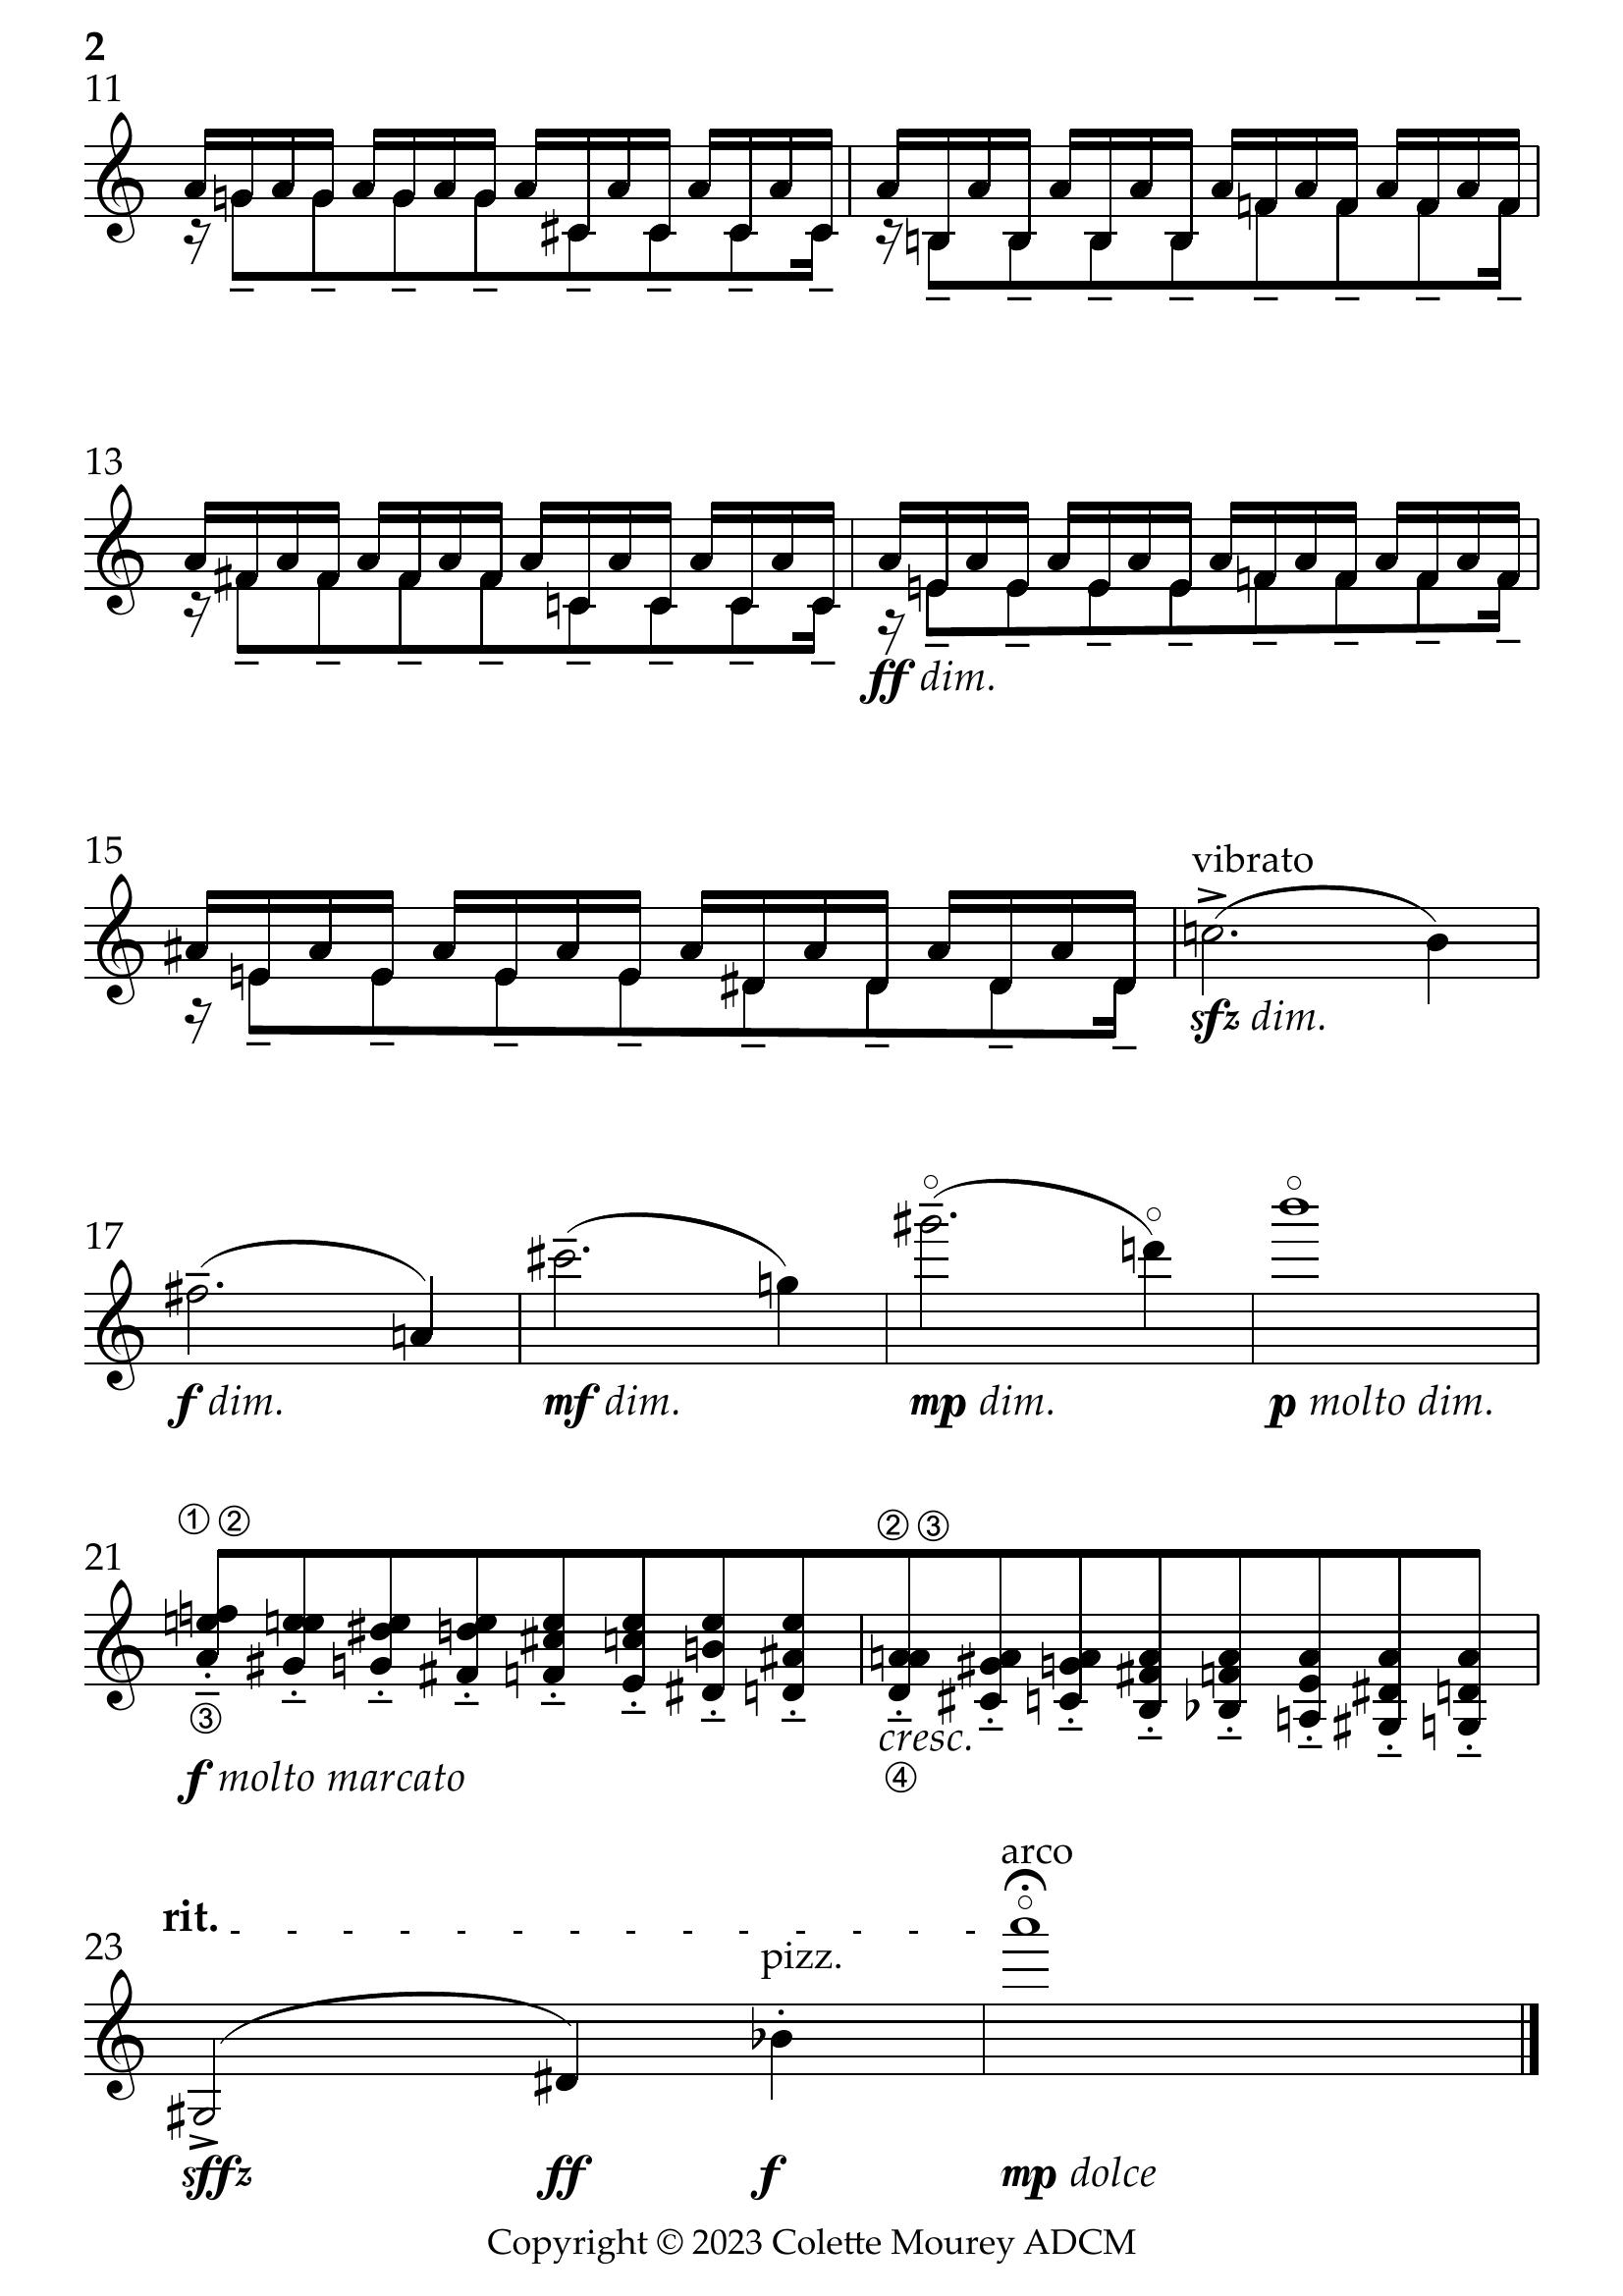 2
11
13
ff dim.
15
vibrato
sfz dim.
17
f dim. mf dim. mp dim. p molto dim.
① ② ② ③
21
③ cresc.
f molto marcato ④
arco
rit.
23
pizz.
sffz ff f mp dolce
Copyright © 2023 Colette Mourey ADCM